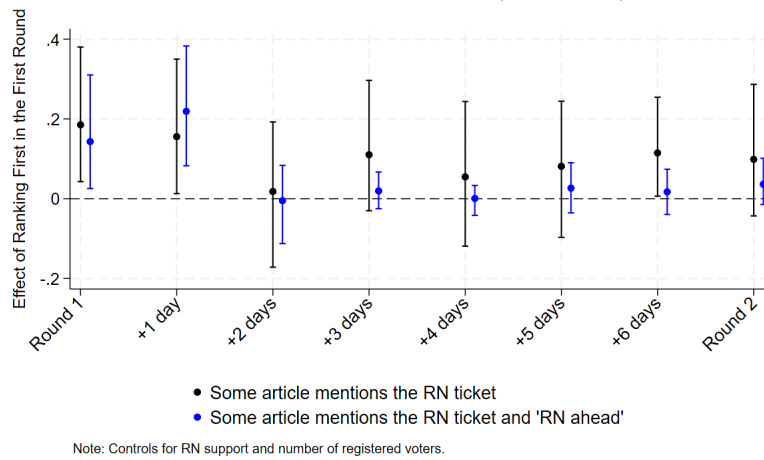 Effect of Ranking First in the First Round
.4
.2
0
-.2
Round 1
+1 day
+2 days
+3 days
+4 days
+5 days
+6 days
Round 2
Some article mentions the RN ticket
Some article mentions the RN ticket and 'RN ahead'
Note: Controls for RN support and number of registered voters.